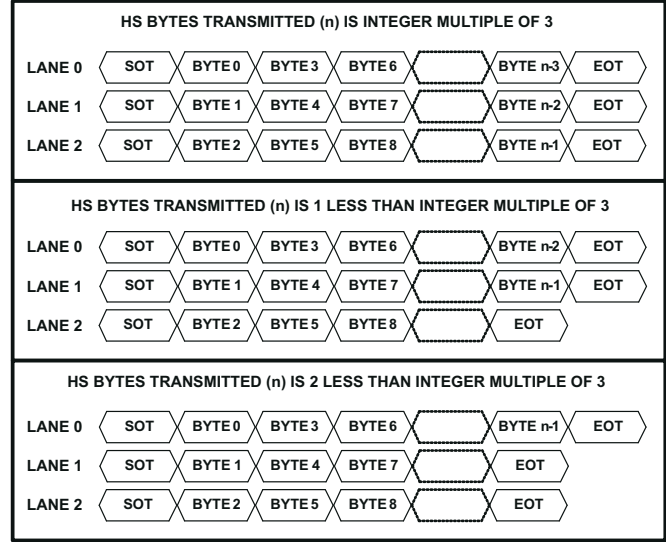 HS BYTES TRANSMITTED (n) IS INTEGER MULTIPLE OF 3
LANE 0 SOT BYTE 0 BYTE 3 BYTE 6 BYTE n-3 EOT
LANE 1 SOT BYTE 1 BYTE 4 BYTE 7 BYTE n-2 EOT
LANE 2 SOT BYTE 2 BYTE 5 BYTE 8 BYTE n-1 EOT
HS BYTES TRANSMITTED (n) IS 1 LESS THAN INTEGER MULTIPLE OF 3
LANE 0 SOT BYTE 0 BYTE 3 BYTE 6 BYTE n-2 EOT
LANE 1 SOT BYTE 1 BYTE 4 BYTE 7 BYTE n-1 EOT
LANE 2 SOT BYTE 2 BYTE 5 BYTE 8 EOT
HS BYTES TRANSMITTED (n) IS 2 LESS THAN INTEGER MULTIPLE OF 3
LANE 0 SOT BYTE 0 BYTE 3 BYTE 6 BYTE n-1 EOT
LANE 1 SOT BYTE 1 BYTE 4 BYTE 7 EOT
LANE 2 SOT BYTE 2 BYTE 5 BYTE 8 EOT